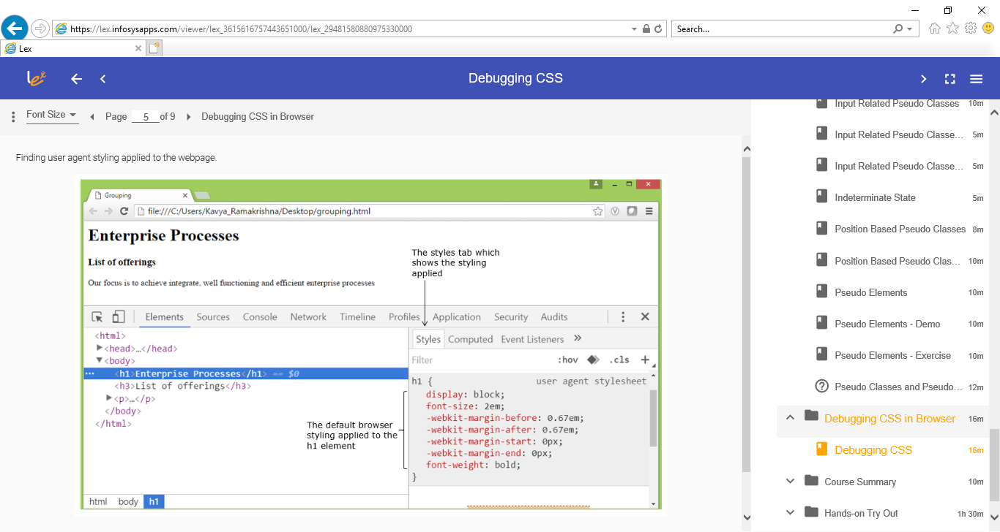 https://lex.infosysapps.com/viewer/lex_3615616757443651000/lex_29481580880975330000
Search...
Lex
lex
Debugging CSS
Font Size
Page 5 of 9
Debugging CSS in Browser
Finding user agent styling applied to the webpage.
Grouping
file:///C:/Users/Kavya_Ramakrishna/Desktop/grouping.html
Enterprise Processes
List of offerings
Our focus is to achieve integrate, well functioning and efficient enterprise processes
The styles tab which
shows the styling
applied
Elements Sources Console Network Timeline Profiles Application Security Audits
<html>
<head>…</head>
<body>
<h1>Enterprise Processes</h1> == $0
<h3>List of offerings</h3>
<p>…</p>
</body>
</html>
The default browser
styling applied to the
h1 element
html body h1
Styles Computed Event Listeners »
Filter :hov .cls +
h1 { user agent stylesheet
display: block;
font-size: 2em;
-webkit-margin-before: 0.67em;
-webkit-margin-after: 0.67em;
-webkit-margin-start: 0px;
-webkit-margin-end: 0px;
font-weight: bold;
}
Input Related Pseudo Classes 10m
Input Related Pseudo Classe... 5m
Input Related Pseudo Classe... 5m
Indeterminate State 5m
Position Based Pseudo Classes 8m
Position Based Pseudo Clas... 10m
Pseudo Elements 10m
Pseudo Elements - Demo 10m
Pseudo Elements - Exercise 10m
Pseudo Classes and Pseudo... 12m
Debugging CSS in Browser 16m
Debugging CSS 16m
Course Summary 10m
Hands-on Try Out 1h 30m